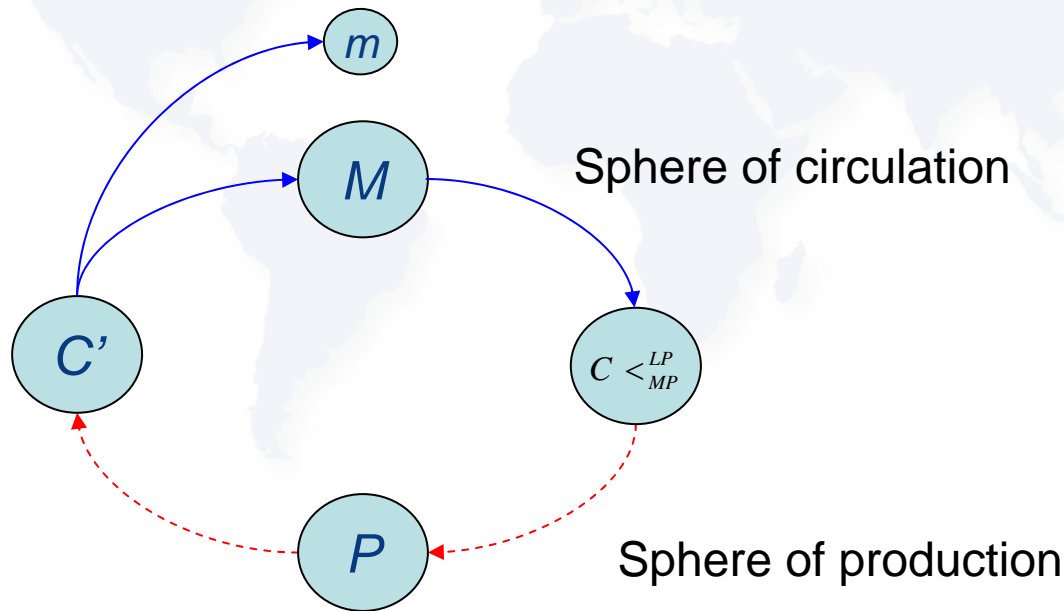 m
M
Sphere of circulation
C’
C <
LP
MP
P
Sphere of production